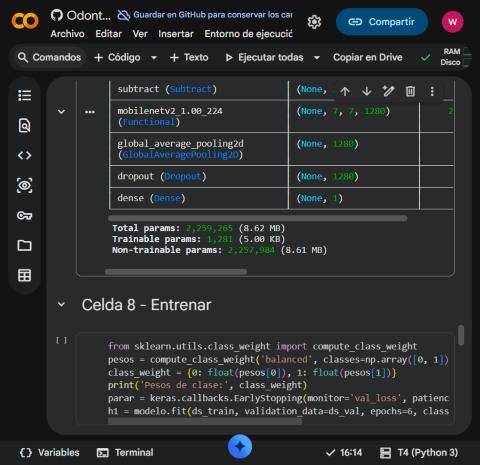 CO
Odont...
Guardar en GitHub para conservar los car
Compartir
W
Archivo Editar Ver Insertar Entorno de ejecució
Comandos + Código + Texto Ejecutar todas Copiar en Drive
RAM
Disco
subtract (Subtract) (None,
mobilenetv2_1.00_224 (None, 7, 7, 1280) 2
(Functional)
global_average_pooling2d (None, 1280)
(GlobalAveragePooling2D)
dropout (Dropout) (None, 1280)
dense (Dense) (None, 1)
Total params: 2,259,265 (8.62 MB)
Trainable params: 1,281 (5.00 KB)
Non-trainable params: 2,257,984 (8.61 MB)
Celda 8 - Entrenar
[ ]
from sklearn.utils.class_weight import compute_class_weight
pesos = compute_class_weight('balanced', classes=np.array([0, 1])
class_weight = {0: float(pesos[0]), 1: float(pesos[1])}
print('Pesos de clase:', class_weight)
parar = keras.callbacks.EarlyStopping(monitor='val_loss', patienc
h1 = modelo.fit(ds_train, validation_data=ds_val, epochs=6, class
Variables Terminal 16:14 T4 (Python 3)